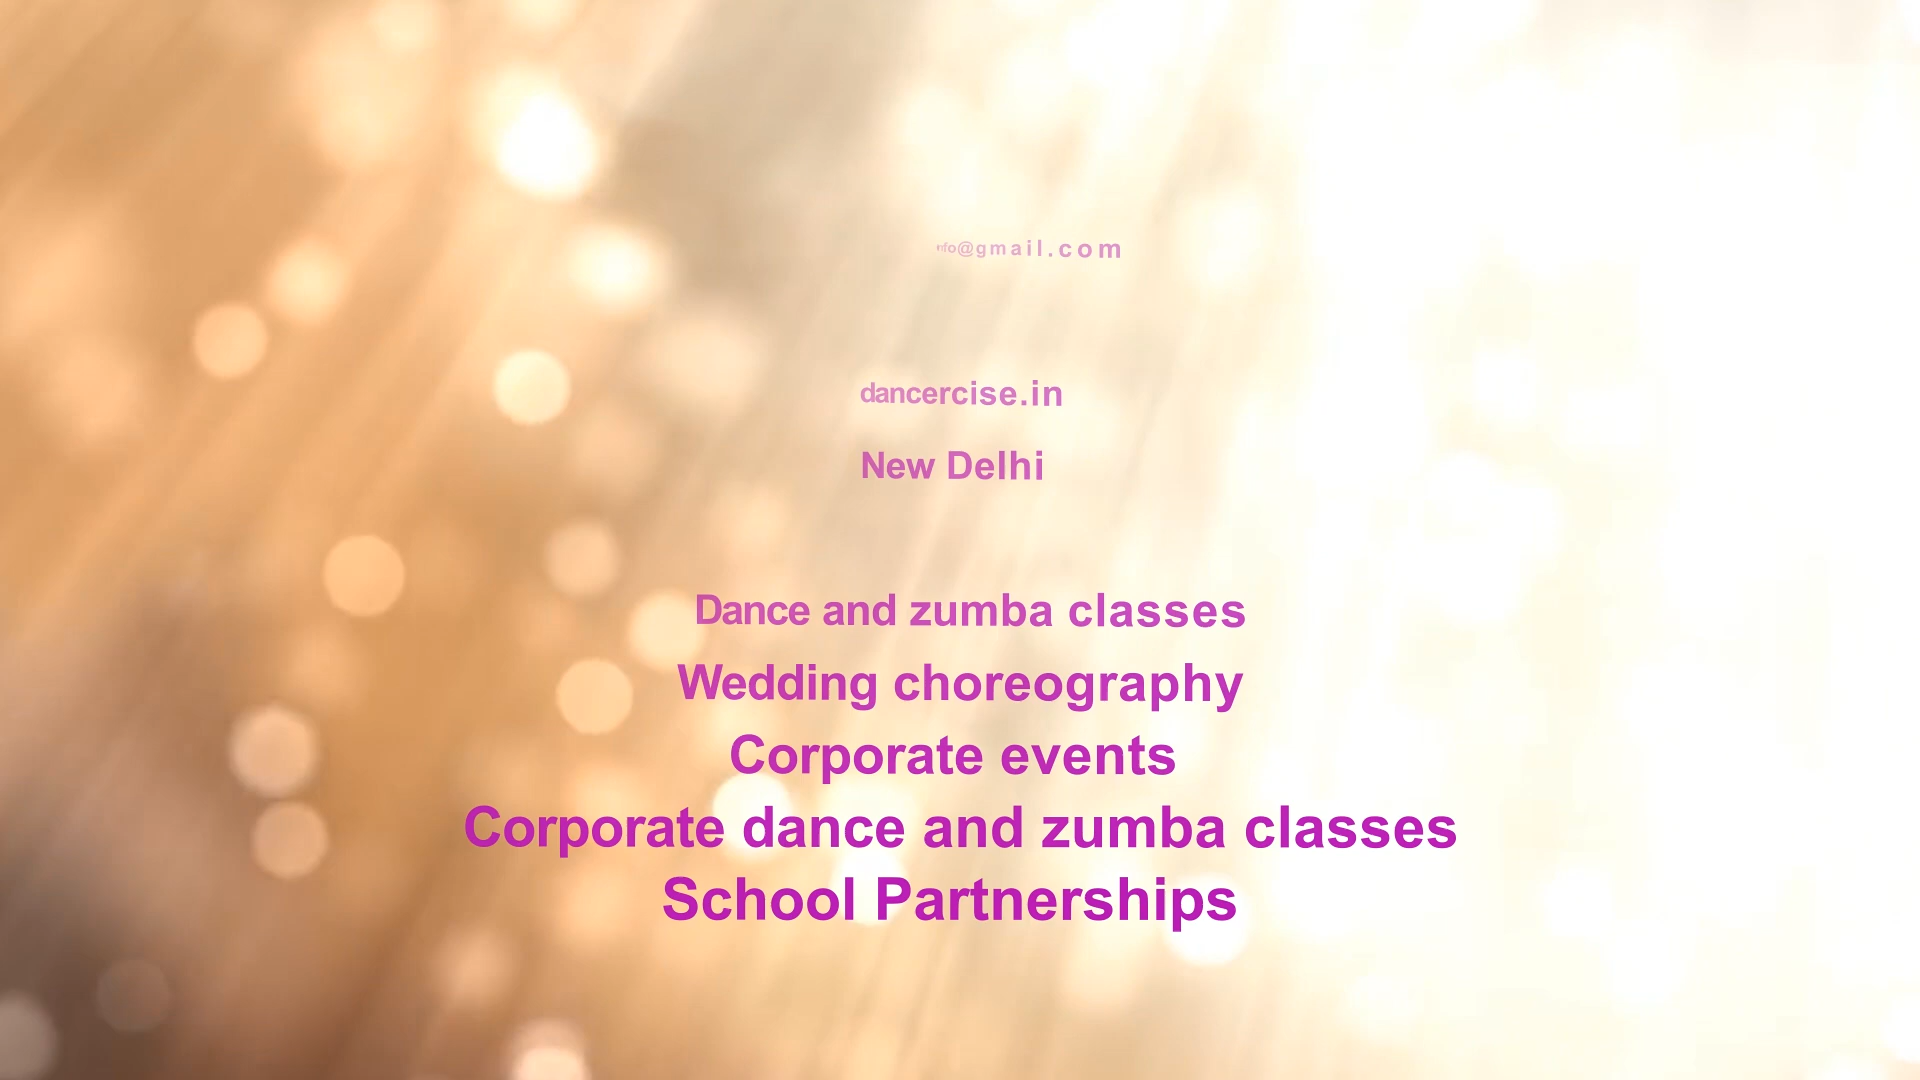 nfo@gmail.com
dancercise.in
New Delhi
Dance and zumba classes
Wedding choreography
Corporate events
Corporate dance and zumba classes
School Partnerships